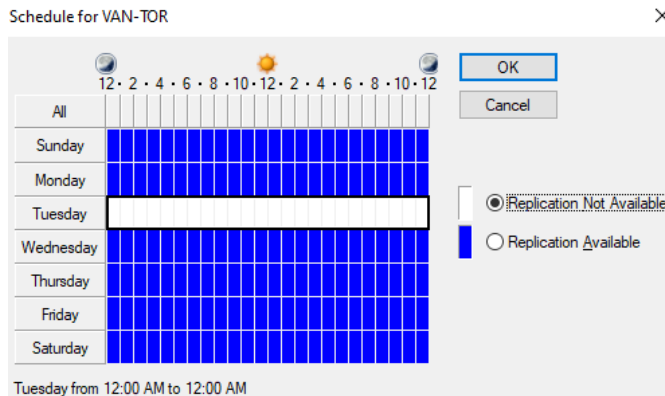 Schedule for VAN-TOR
12 · 2 · 4 · 6 · 8 · 10 · 12 · 2 · 4 · 6 · 8 · 10 · 12
OK
All
Cancel
Sunday
Monday
Tuesday
Replication Not Available
Wednesday
Replication Available
Thursday
Friday
Saturday
Tuesday from 12:00 AM to 12:00 AM